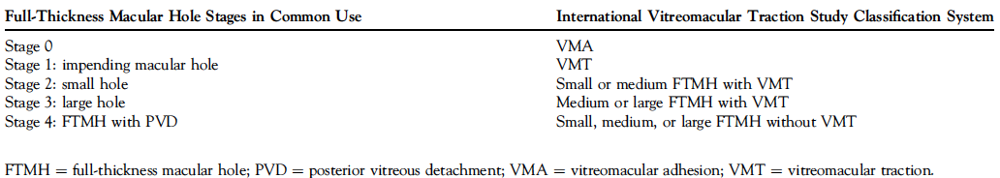 Full-Thickness Macular Hole Stages in Common Use International Vitreomacular Traction Study Classification System
Stage 0 VMA
Stage 1: impending macular hole VMT
Stage 2: small hole Small or medium FTMH with VMT
Stage 3: large hole Medium or large FTMH with VMT
Stage 4: FTMH with PVD Small, medium, or large FTMH without VMT
FTMH = full-thickness macular hole; PVD = posterior vitreous detachment; VMA = vitreomacular adhesion; VMT = vitreomacular traction.